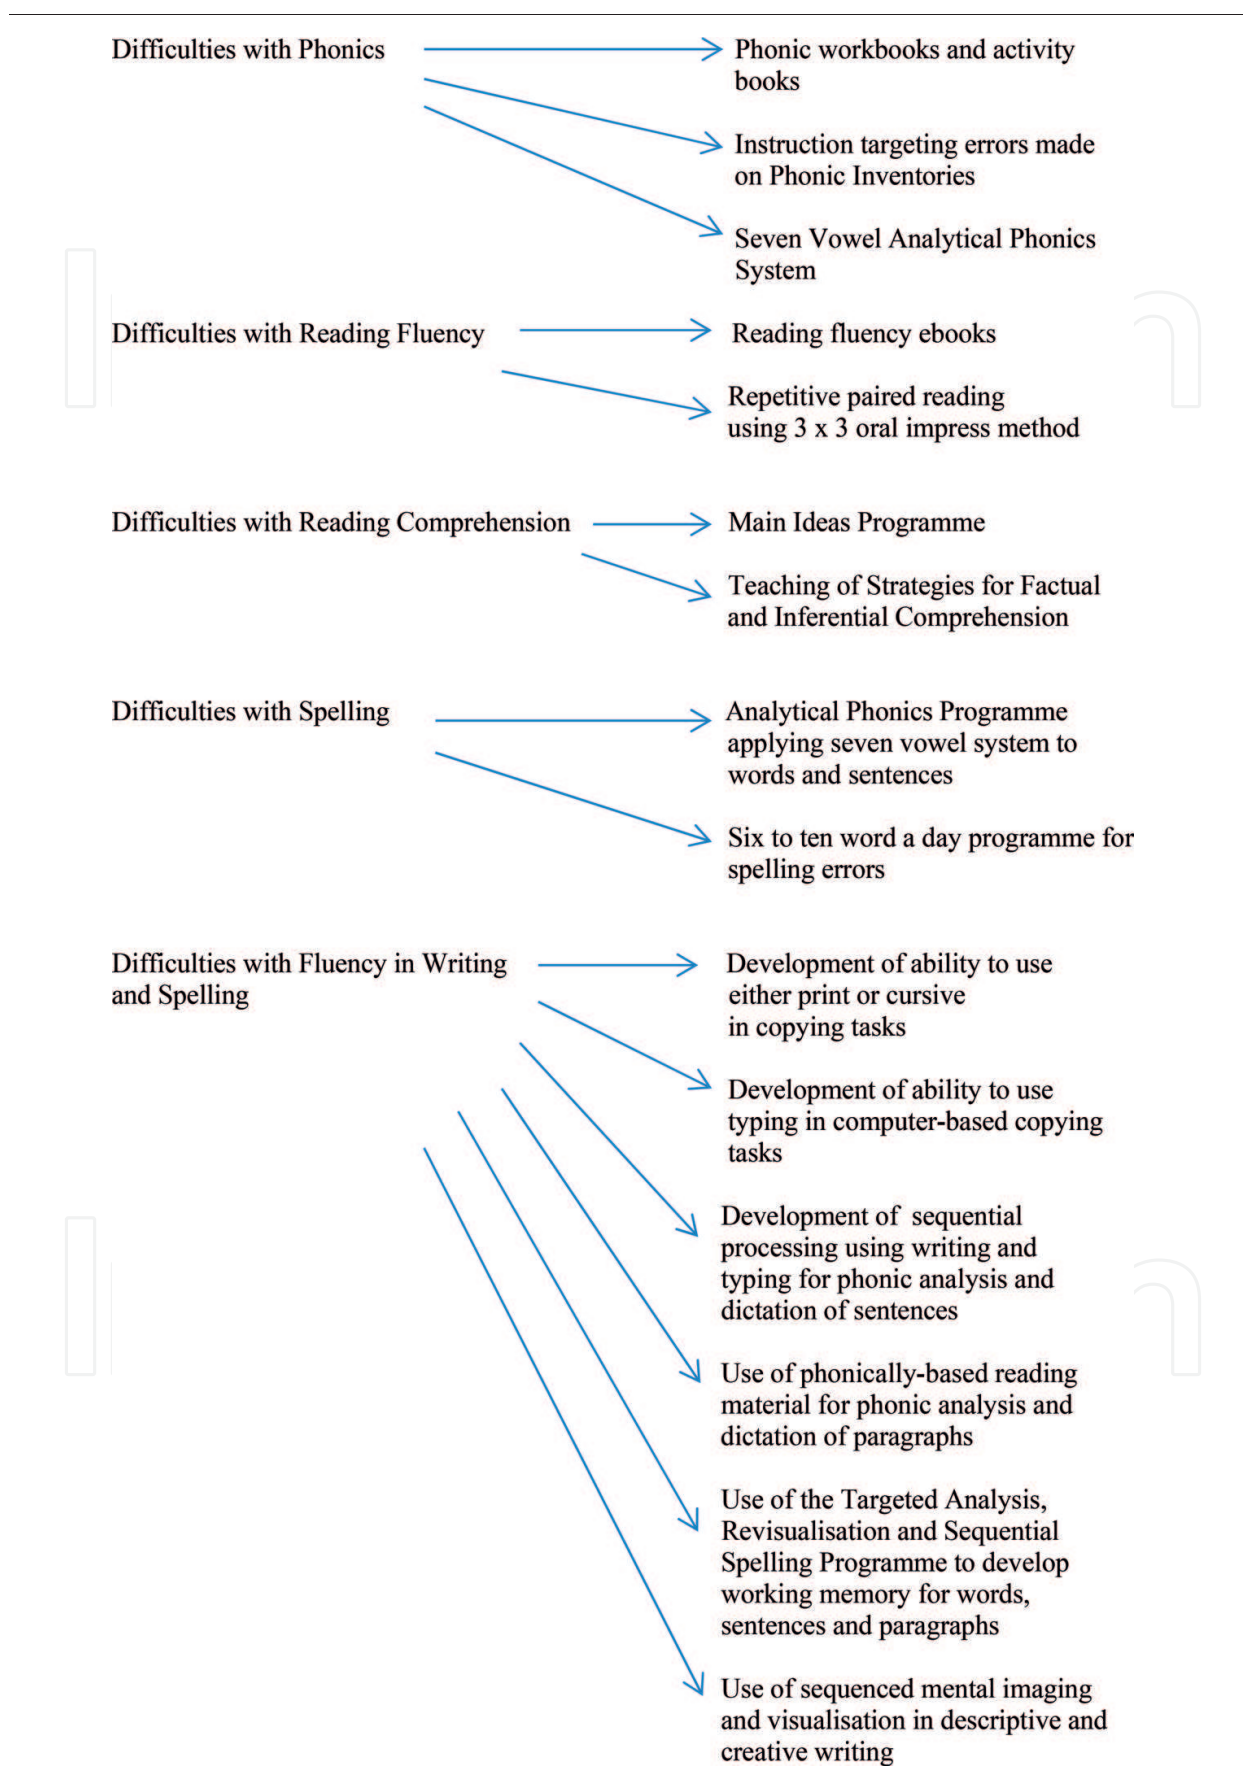 Difficulties with Phonics
Phonic workbooks and activity
books
Instruction targeting errors made
on Phonic Inventories
Seven Vowel Analytical Phonics
System
Difficulties with Reading Fluency
Reading fluency ebooks
Repetitive paired reading
using 3 x 3 oral impress method
Difficulties with Reading Comprehension
Main Ideas Programme
Teaching of Strategies for Factual
and Inferential Comprehension
Difficulties with Spelling
Analytical Phonics Programme
applying seven vowel system to
words and sentences
Six to ten word a day programme for
spelling errors
Difficulties with Fluency in Writing
and Spelling
Development of ability to use
either print or cursive
in copying tasks
Development of ability to use
typing in computer-based copying
tasks
Development of sequential
processing using writing and
typing for phonic analysis and
dictation of sentences
Use of phonically-based reading
material for phonic analysis and
dictation of paragraphs
Use of the Targeted Analysis,
Revisualisation and Sequential
Spelling Programme to develop
working memory for words,
sentences and paragraphs
Use of sequenced mental imaging
and visualisation in descriptive and
creative writing